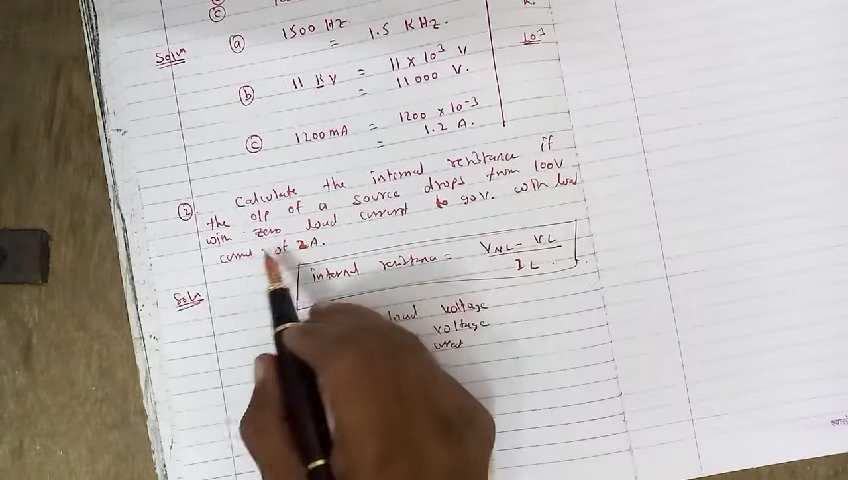 c
a 1500 Hz
= 1.5 KHz.
Soln
b 11 KV = 11 x 10³ V
= 11000 V.
c 1200mA = 1200 x 10⁻³
= 1.2 A.
2 Calculate the internal resistance if
the o/p of a source drops from 100V
with zero load current to 90V. with load
of 2A.
Soln
internal resistance = VNL - VL / IL
load voltage
voltage